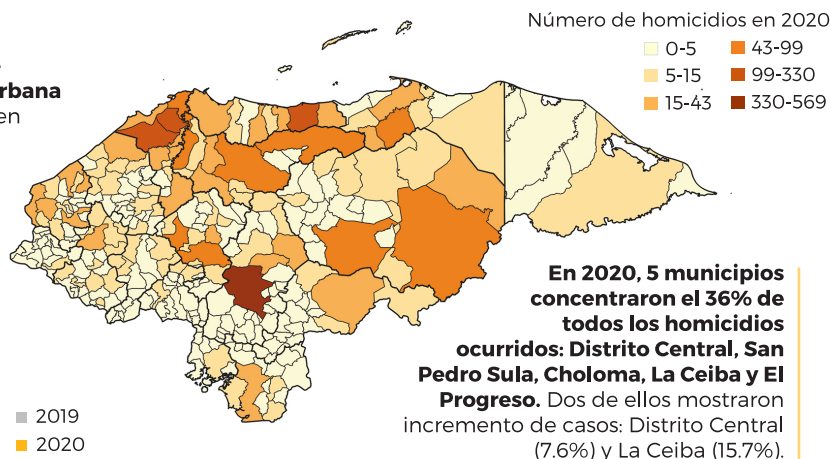 rbana
en
Número de homicidios en 2020
0-5
43-99
5-15
99-330
15-43
330-569
En 2020, 5 municipios
concentraron el 36% de
todos los homicidios
ocurridos: Distrito Central, San
Pedro Sula, Choloma, La Ceiba y El
Progreso. Dos de ellos mostraron
incremento de casos: Distrito Central
(7.6%) y La Ceiba (15.7%).
2019
2020